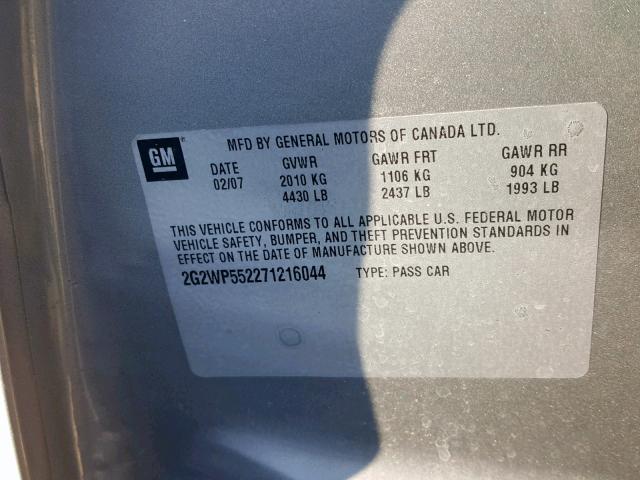 MFD BY GENERAL MOTORS OF CANADA LTD.
GM
DATE GVWR GAWR FRT GAWR RR
02/07 2010 KG 1106 KG 904 KG
4430 LB 2437 LB 1993 LB
THIS VEHICLE CONFORMS TO ALL APPLICABLE U.S. FEDERAL MOTOR
VEHICLE SAFETY, BUMPER, AND THEFT PREVENTION STANDARDS IN
EFFECT ON THE DATE OF MANUFACTURE SHOWN ABOVE.
2G2WP552271216044 TYPE: PASS CAR